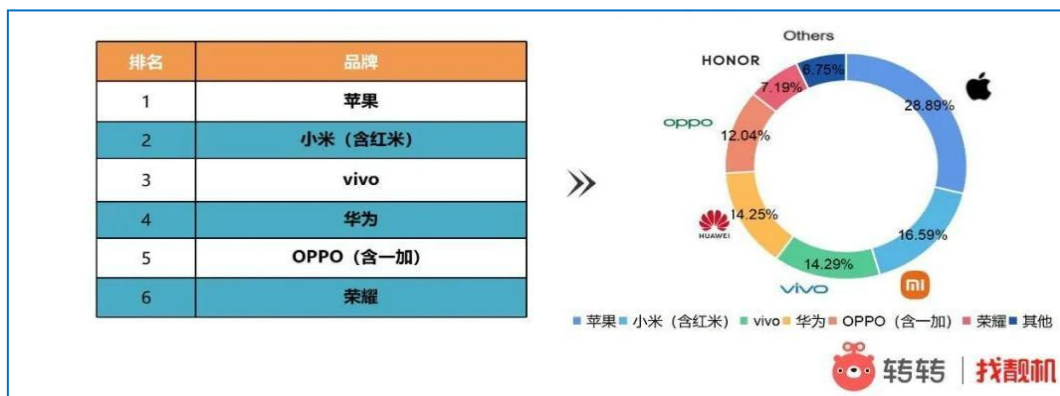 排名 品牌
1 苹果
2 小米（含红米）
3 vivo
4 华为
5 OPPO（含一加）
6 荣耀
Others
HONOR
6.75%
7.19%
28.89%
oppo
12.04%
HUAWEI
14.25%
16.59%
14.29%
vivo
mi
苹果 小米（含红米） vivo 华为 OPPO（含一加） 荣耀 其他
转转 | 找靓机